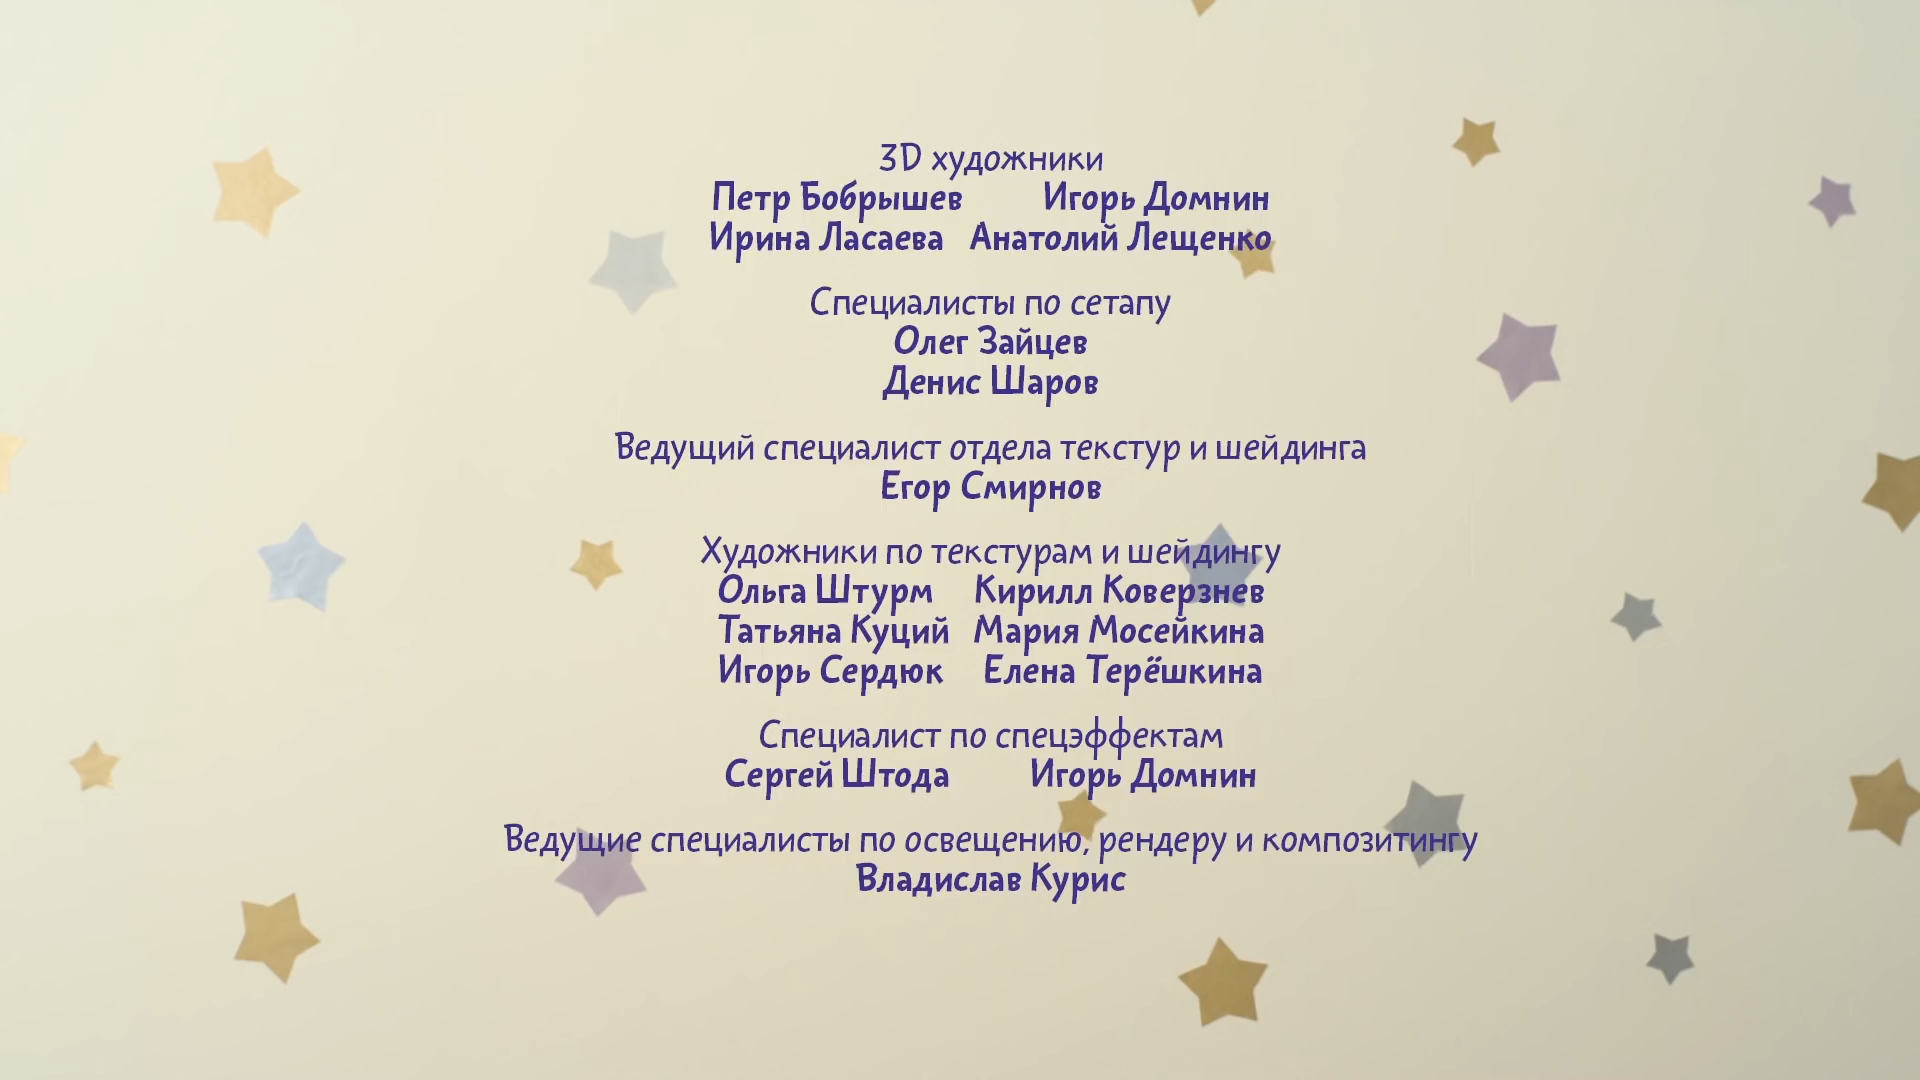 3D художники
Петр Бобрышев Игорь Домнин
Ирина Ласаева Анатолий Лещенко
Специалисты по сетапу
Олег Зайцев
Денис Шаров
Ведущий специалист отдела текстур и шейдинга
Егор Смирнов
Художники по текстурам и шейдингу
Ольга Штурм Кирилл Коверзнев
Татьяна Куций Мария Мосейкина
Игорь Сердюк Елена Терёшкина
Специалист по спецэффектам
Сергей Штода Игорь Домнин
Ведущие специалисты по освещению, рендеру и композитингу
Владислав Курис